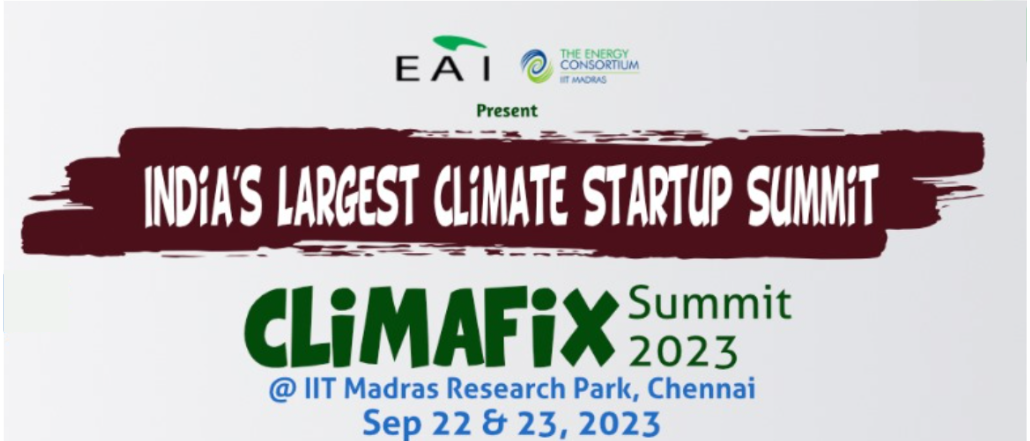 EAI
THE ENERGY
CONSORTIUM
IIT MADRAS
Present
INDiA'S LARGEST CLiMATE STARTUP SUMMiT
CLiMAFiX Summit
2023
@ IIT Madras Research Park, Chennai
Sep 22 & 23, 2023